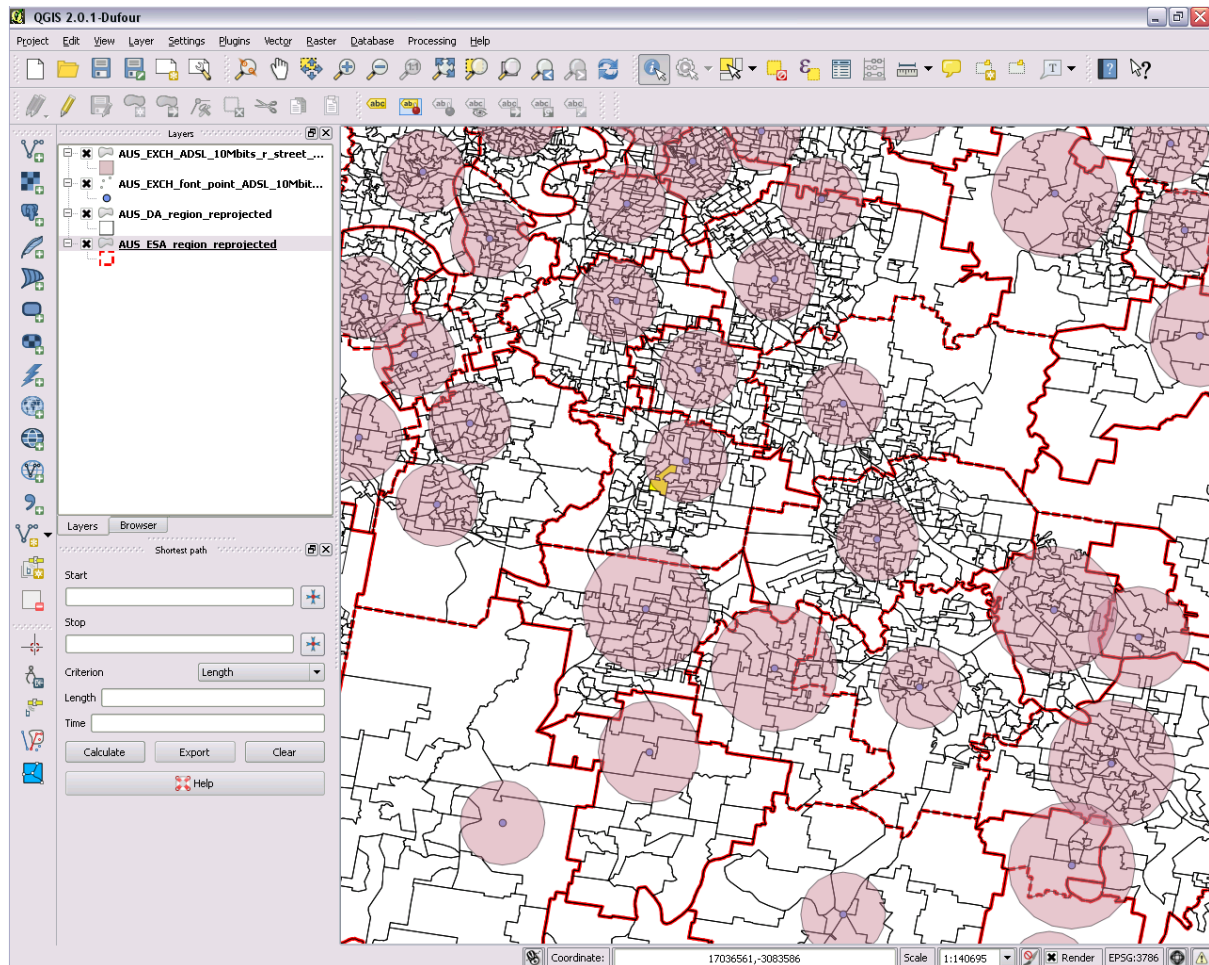 QGIS 2.0.1-Dufour
Project Edit View Layer Settings Plugins Vector Raster Database Processing Help
Layers
AUS_EXCH_ADSL_10Mbits_r_street_...
AUS_EXCH_font_point_ADSL_10Mbit...
AUS_DA_region_reprojected
AUS_ESA_region_reprojected
Layers Browser
Shortest path
Start
Stop
Criterion Length
Length
Time
Calculate Export Clear
Help
Coordinate: 17036561,-3083586 Scale 1:140695 Render EPSG:3786